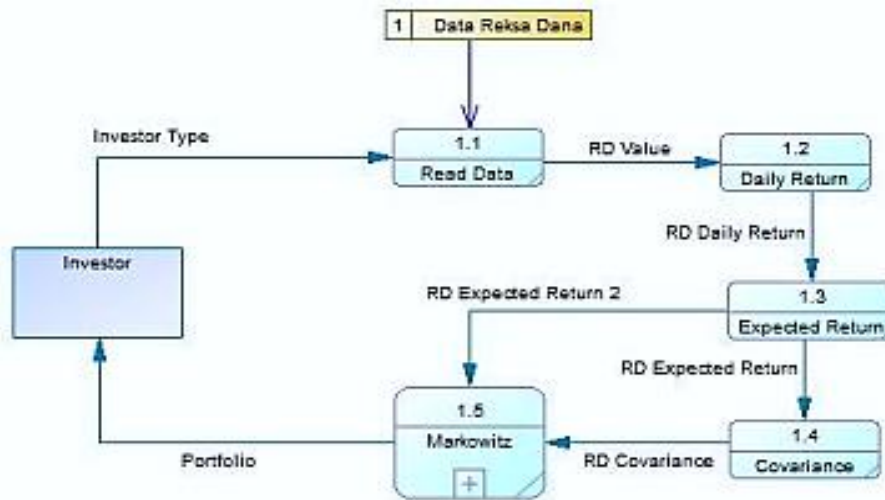 1 Data Reksa Dana
Investor Type
1.1
Read Data
RD Value
1.2
Daily Return
RD Daily Return
Investor
RD Expected Return 2
1.3
Expected Return
RD Expected Return
1.5
Markowitz
+
RD Covariance
1.4
Covariance
Portfolio